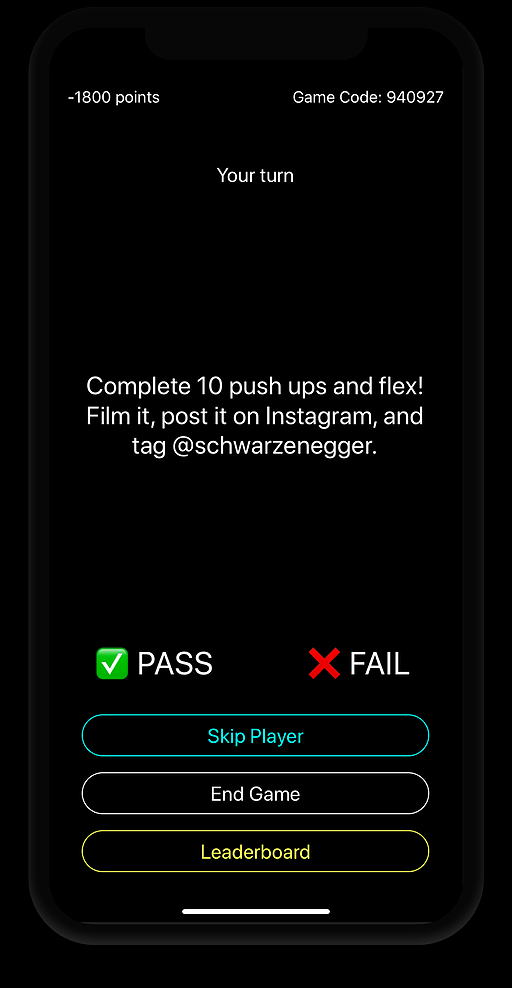 -1800 points
Game Code: 940927
Your turn
Complete 10 push ups and flex!
Film it, post it on Instagram, and
tag @schwarzenegger.
✅ PASS
❌ FAIL
Skip Player
End Game
Leaderboard